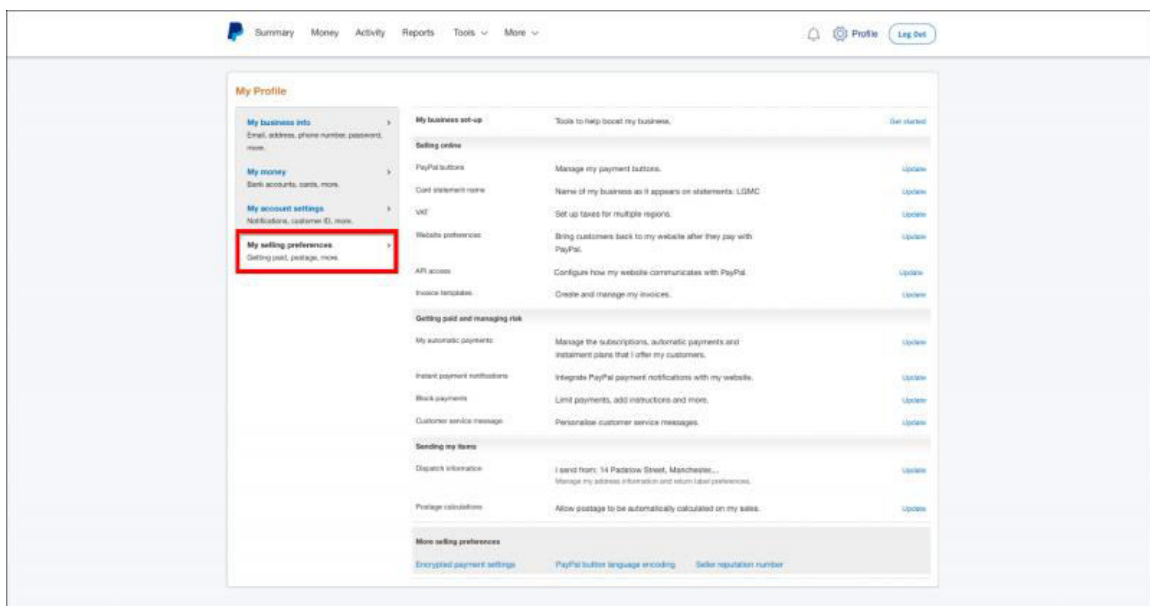 Summary Money Activity Reports Tools More Profile Log Out
My Profile
My business info
Email, address, phone number, password,
more.
My money
Bank accounts, cards, more.
My account settings
Notifications, customer ID, more.
My selling preferences
Getting paid, postage, more.
My business set-up Tools to help boost my business. Get started
Selling online
PayPal buttons Manage my payment buttons. Update
Card statement name Name of my business as it appears on statements: LGMC Update
VAT Set up taxes for multiple regions. Update
Website preferences Bring customers back to my website after they pay with Update
PayPal.
API access Configure how my website communicates with PayPal. Update
Invoice templates Create and manage my invoices. Update
Getting paid and managing risk
My automatic payments Manage the subscriptions, automatic payments and Update
instalment plans that I offer my customers.
Instant payment notifications Integrate PayPal payment notifications with my website. Update
Block payments Limit payments, add instructions and more. Update
Customer service message Personalise customer service messages. Update
Sending my items
Dispatch information I send from: 14 Padstow Street, Manchester,... Update
Manage my address information and return label preferences.
Postage calculations Allow postage to be automatically calculated on my sales. Update
More selling preferences
Encrypted payment settings PayPal button language encoding Seller reputation number